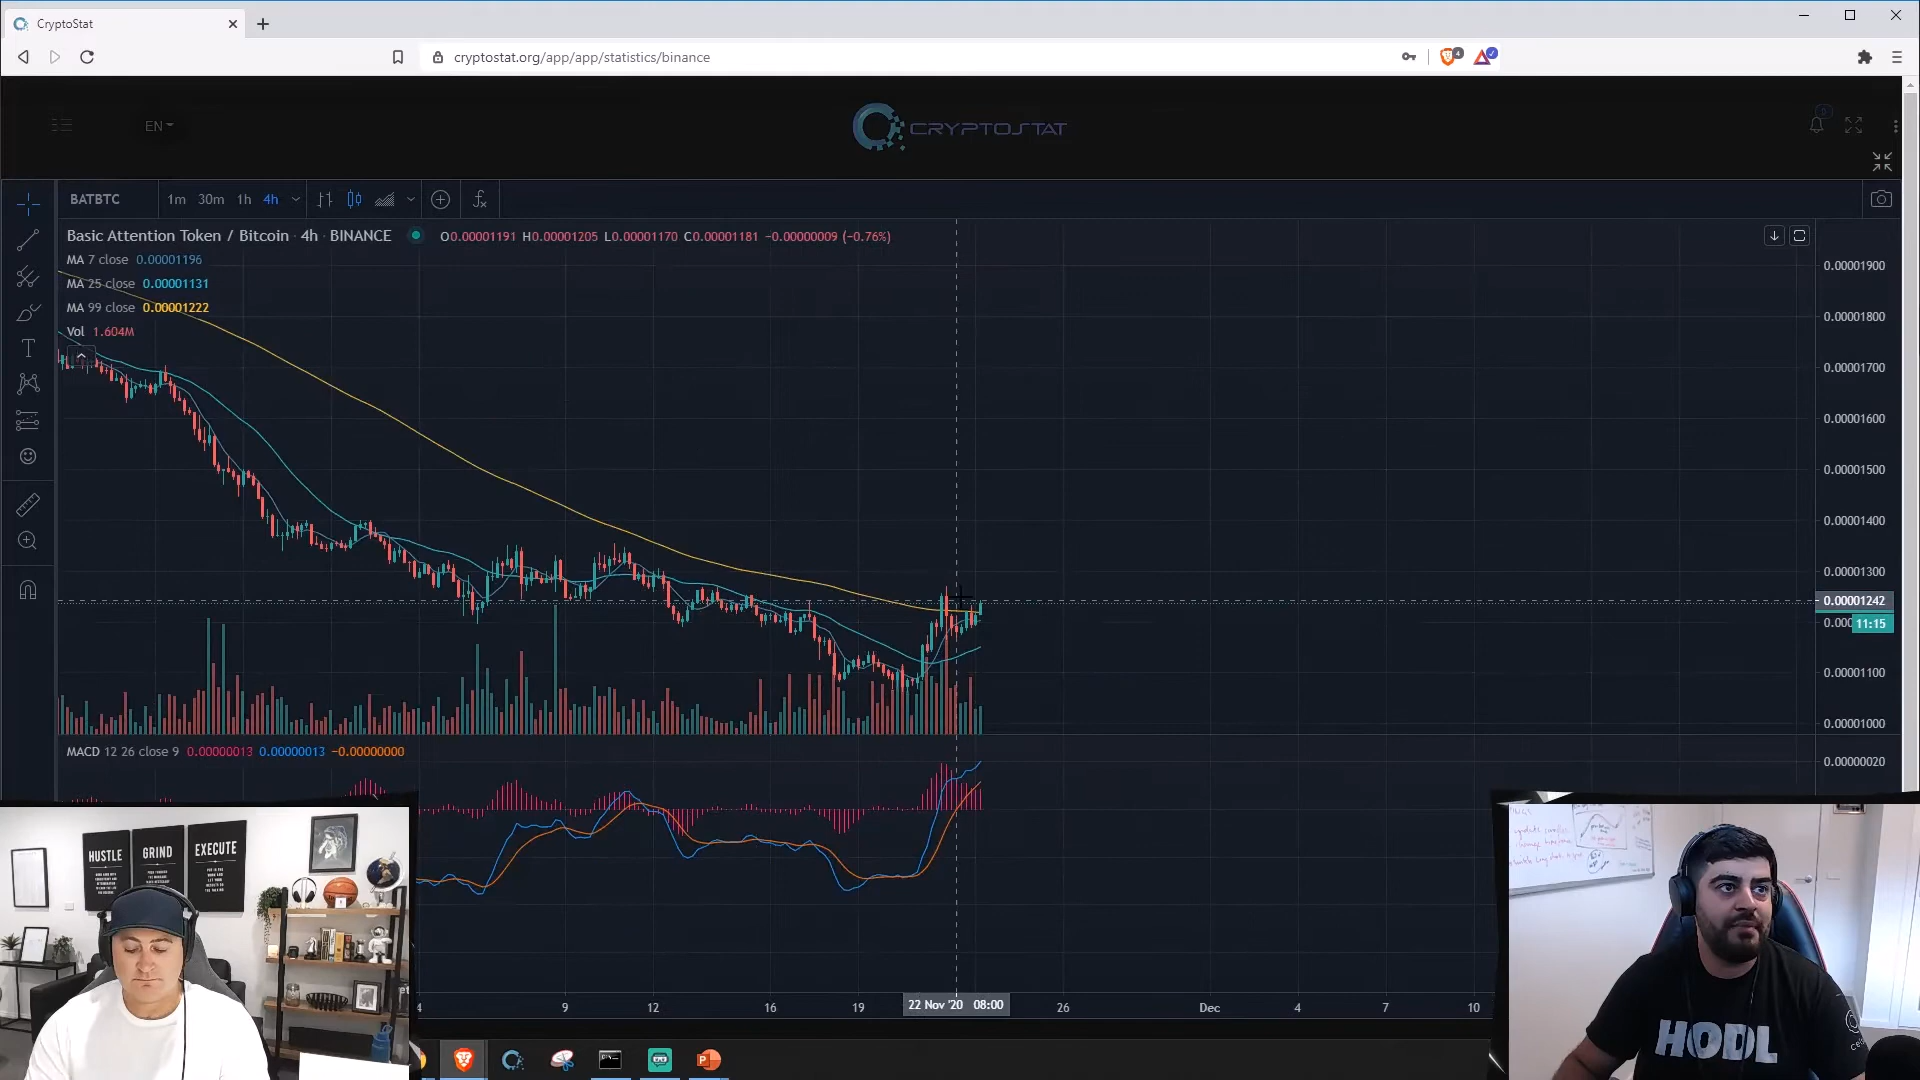 CryptoStat
cryptostat.org/app/app/statistics/binance
EN
CRYPTOSTAT
BATBTC 1m 30m 1h 4h
Basic Attention Token / Bitcoin · 4h · BINANCE O0.00001191 H0.00001205 L0.00001170 C0.00001181 −0.00000009 (−0.76%)
MA 7 close 0.00001196
MA 25 close 0.00001131
MA 99 close 0.00001222
Vol 1.604M
0.00001900
0.00001800
0.00001700
0.00001600
0.00001500
0.00001400
0.00001300
0.00001242
11:15
0.00001100
0.00001000
MACD 12 26 close 9 0.00000013 0.00000013 −0.00000000
0.00000020
HUSTLE
GRIND
EXECUTE
4 9 12 16 19 22 Nov '20 08:00 26 Dec 4 7 10
HODL